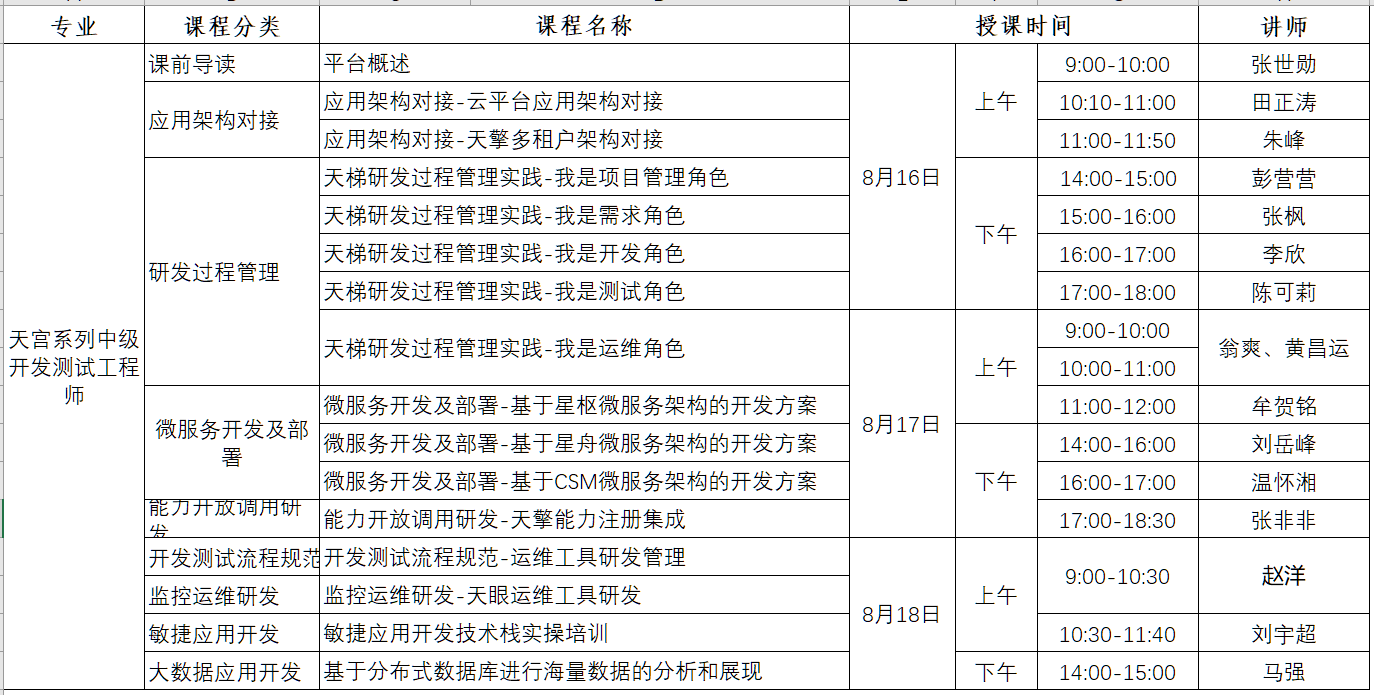 专业 课程分类 课程名称 授课时间 讲师
课前导读 平台概述 9:00-10:00 张世勋
应用架构对接 应用架构对接-云平台应用架构对接 上午 10:10-11:00 田正涛
应用架构对接-天擎多租户架构对接 11:00-11:50 朱峰
天梯研发过程管理实践-我是项目管理角色 8月16日 14:00-15:00 彭营营
天梯研发过程管理实践-我是需求角色 下午 15:00-16:00 张枫
研发过程管理 天梯研发过程管理实践-我是开发角色 16:00-17:00 李欣
天梯研发过程管理实践-我是测试角色 17:00-18:00 陈可莉
天宫系列中级
开发测试工程
师
天梯研发过程管理实践-我是运维角色 上午 9:00-10:00 翁爽、黄昌运
10:00-11:00
微服务开发及部
署
微服务开发及部署-基于星枢微服务架构的开发方案 8月17日 11:00-12:00 牟贺铭
微服务开发及部署-基于星舟微服务架构的开发方案 下午 14:00-16:00 刘岳峰
微服务开发及部署-基于CSM微服务架构的开发方案 16:00-17:00 温怀湘
能力开放调用研
发
能力开放调用研发-天擎能力注册集成 17:00-18:30 张非非
开发测试流程规范 开发测试流程规范-运维工具研发管理 上午 9:00-10:30 赵洋
监控运维研发 监控运维研发-天眼运维工具研发 8月18日
敏捷应用开发 敏捷应用开发技术栈实操培训 10:30-11:40 刘宇超
大数据应用开发 基于分布式数据库进行海量数据的分析和展现 下午 14:00-15:00 马强